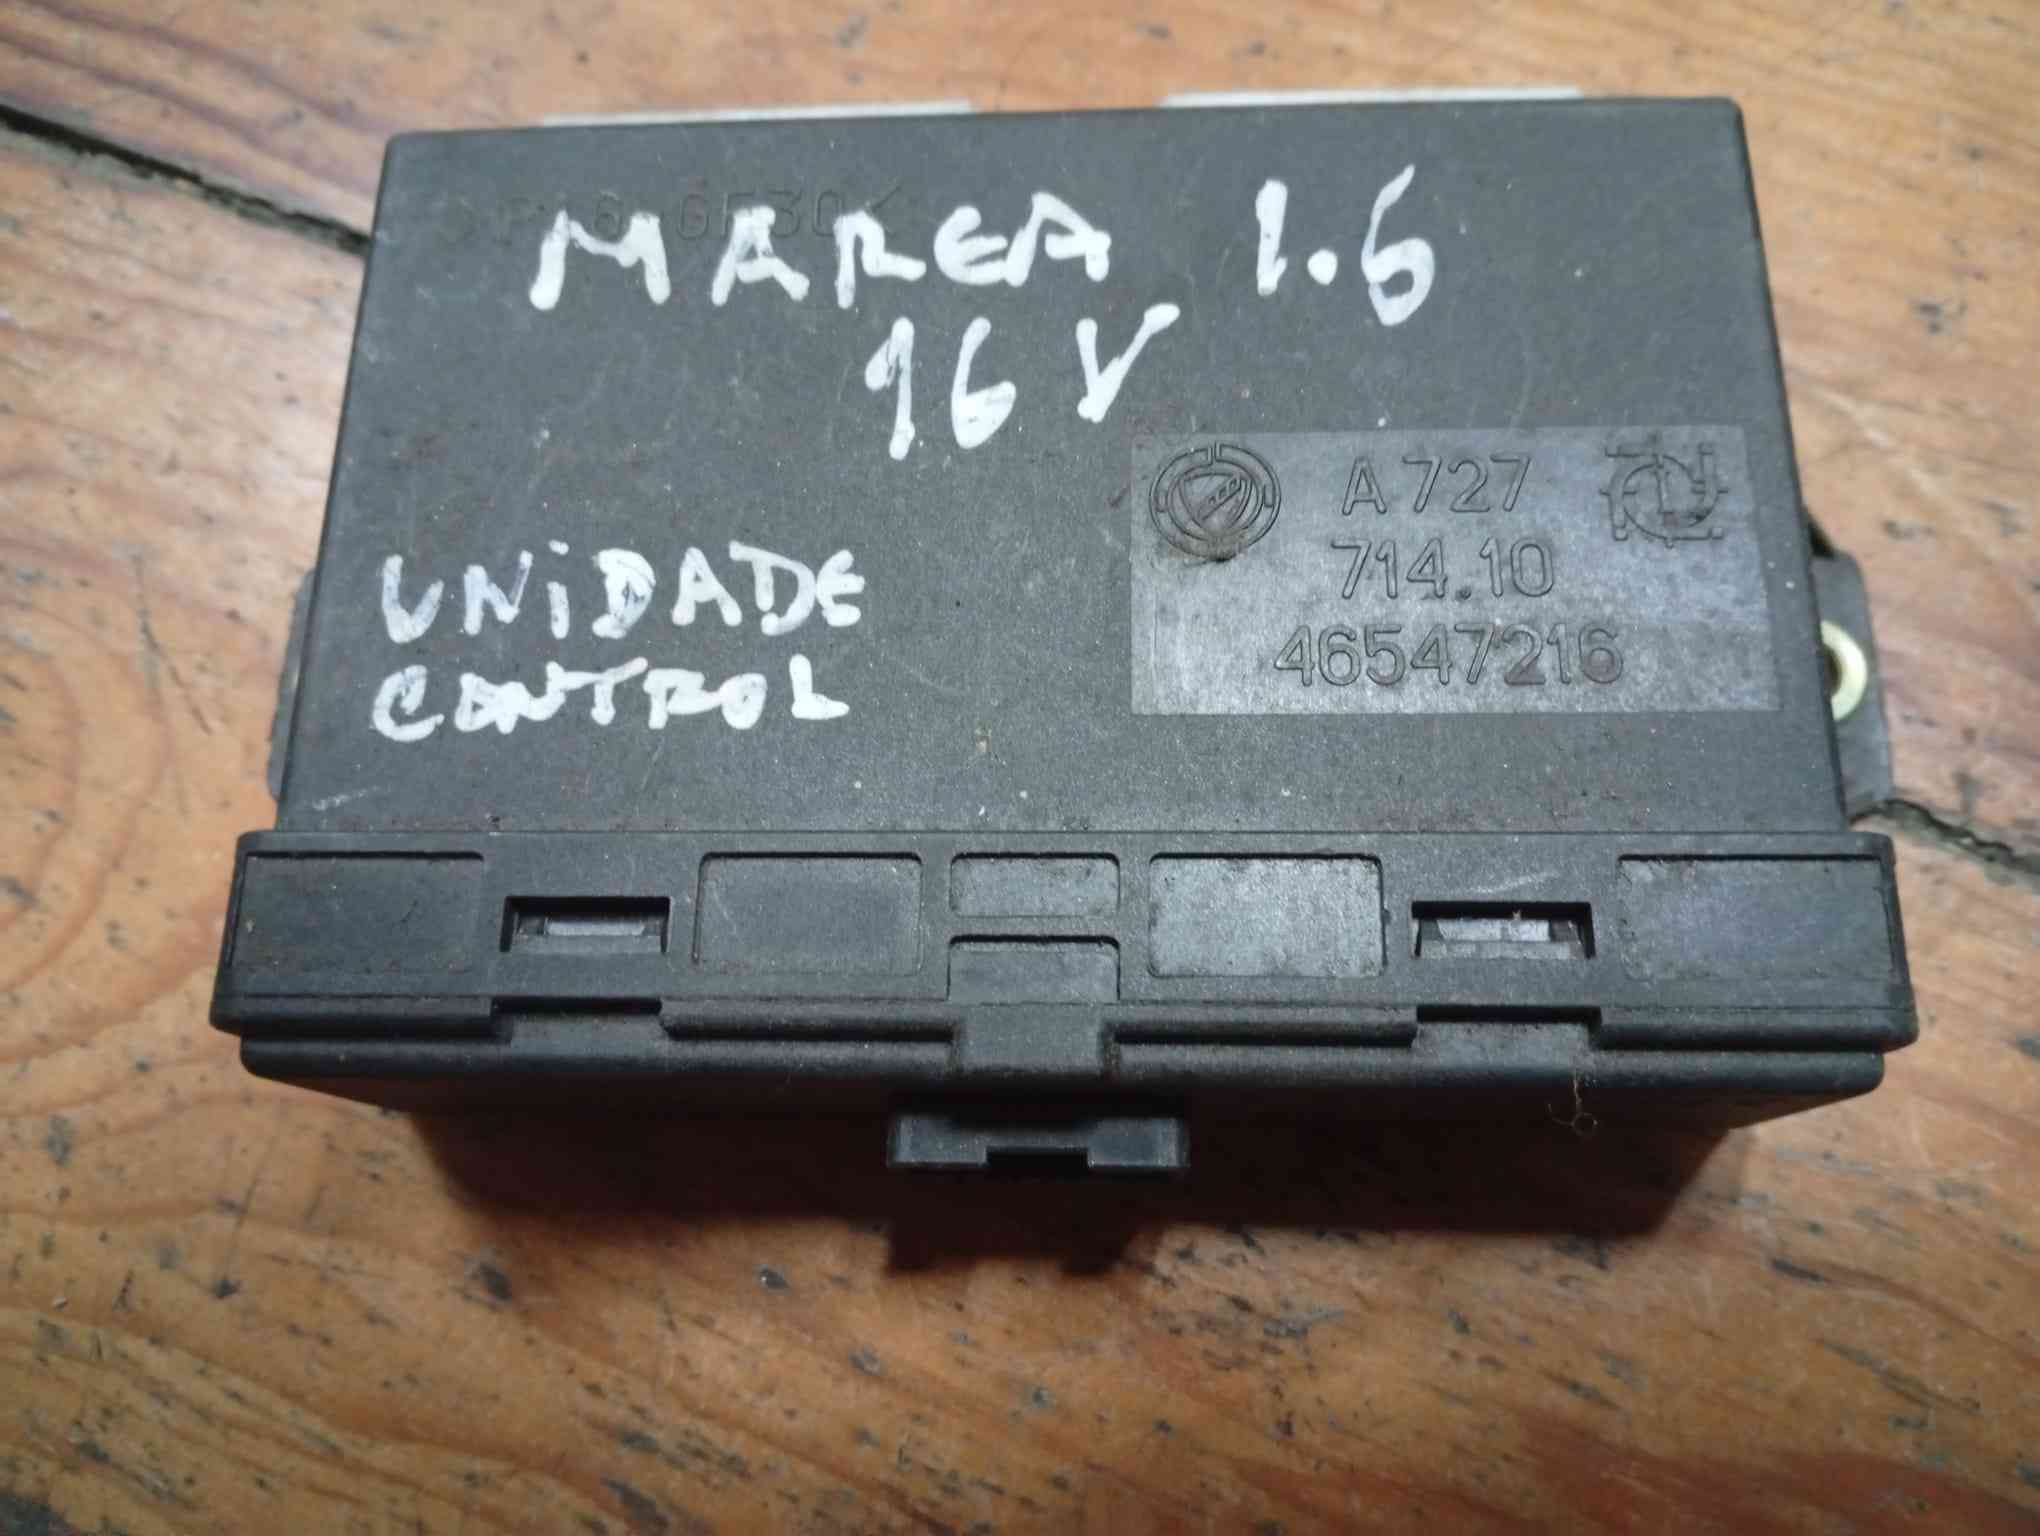 MAREA 1.6
16V
UNiDADE
CONTROL
A 727
714.10
46547216